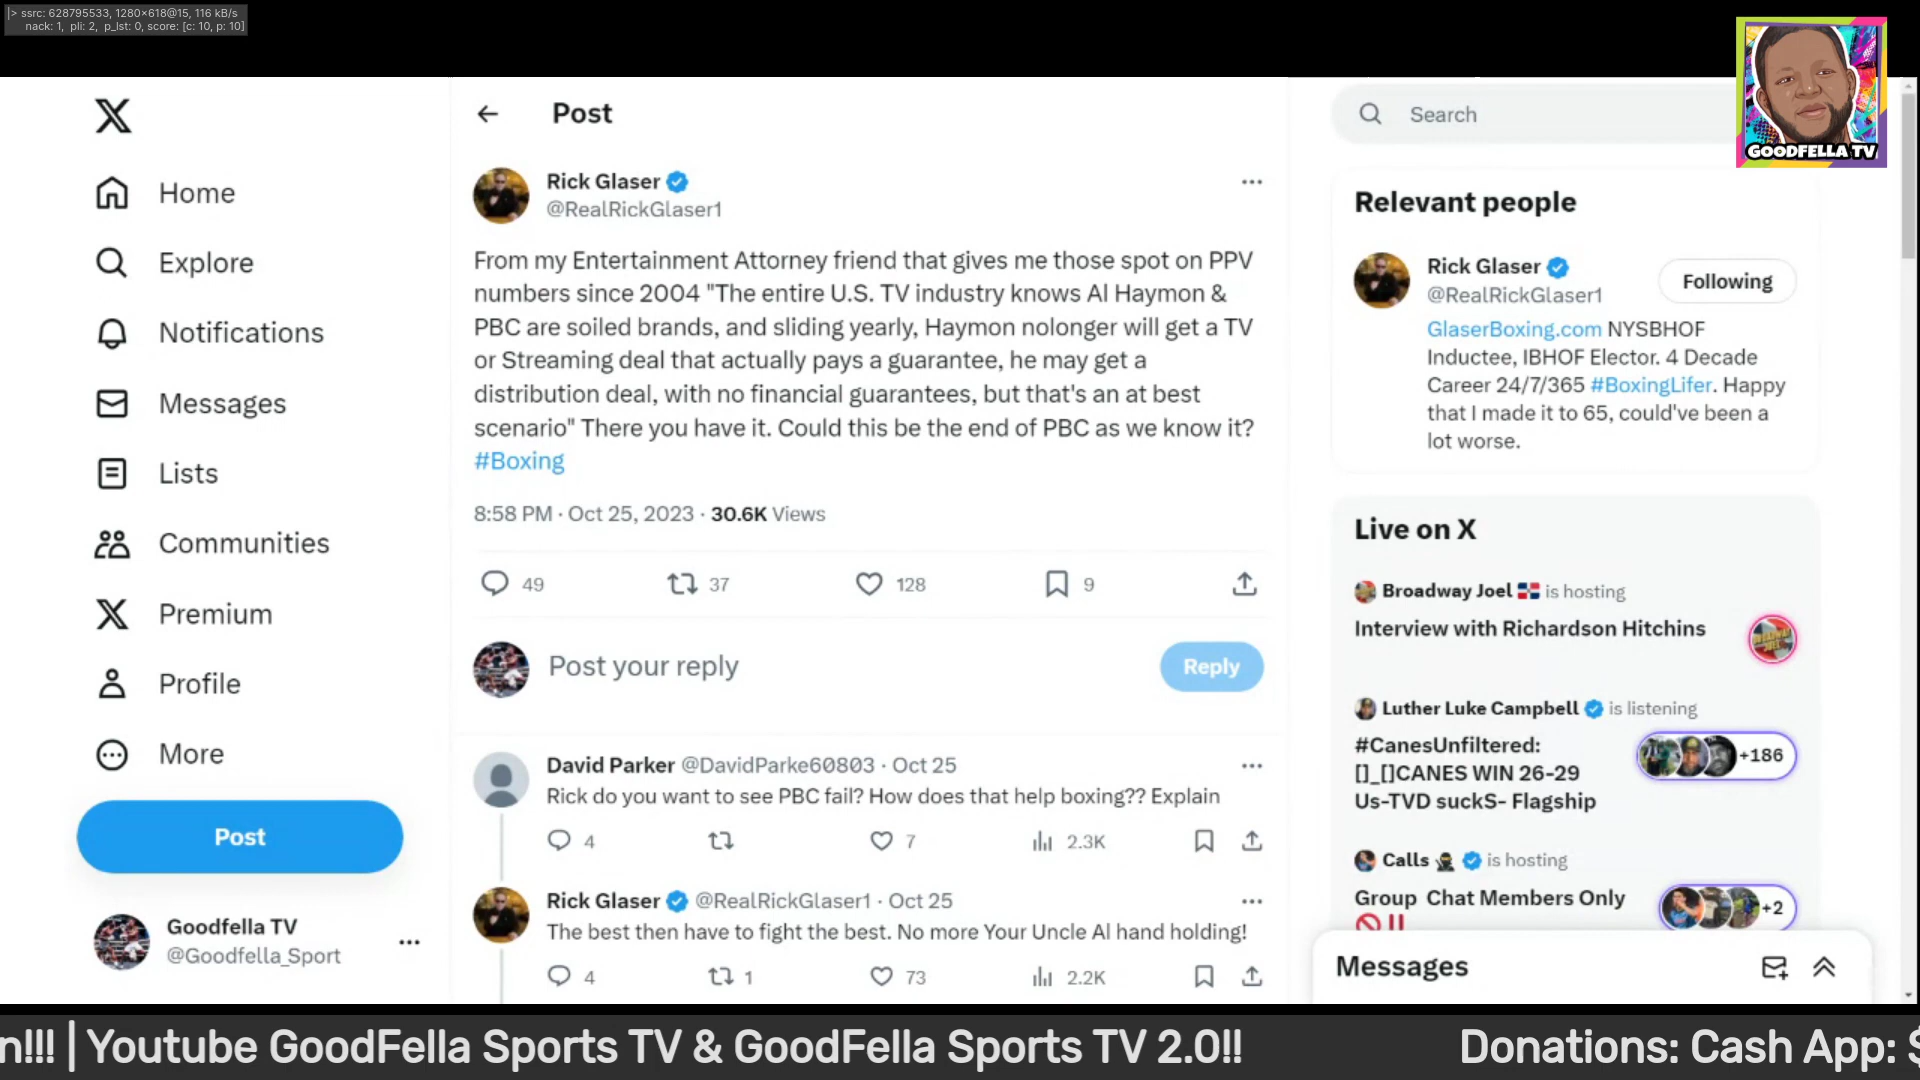 |> ssrc: 628795533, 1280×618@15, 116 kB/s
nack: 1, pli: 2, p_lst: 0, score: [c: 10, p: 10]
GOODFELLA TV
Home
Explore
Notifications
Messages
Lists
Communities
Premium
Profile
More
Post
Goodfella TV
@Goodfella_Sport
Post
Rick Glaser
@RealRickGlaser1
From my Entertainment Attorney friend that gives me those spot on PPV
numbers since 2004 "The entire U.S. TV industry knows Al Haymon &
PBC are soiled brands, and sliding yearly, Haymon nolonger will get a TV
or Streaming deal that actually pays a guarantee, he may get a
distribution deal, with no financial guarantees, but that's an at best
scenario" There you have it. Could this be the end of PBC as we know it?
#Boxing
8:58 PM · Oct 25, 2023 · 30.6K Views
49 37 128 9
Post your reply
Reply
David Parker @DavidParke60803 · Oct 25
Rick do you want to see PBC fail? How does that help boxing?? Explain
4 7 2.3K
Rick Glaser @RealRickGlaser1 · Oct 25
The best then have to fight the best. No more Your Uncle Al hand holding!
4 1 73 2.2K
Search
Relevant people
Rick Glaser
@RealRickGlaser1
Following
GlaserBoxing.com NYSBHOF
Inductee, IBHOF Elector. 4 Decade
Career 24/7/365 #BoxingLifer. Happy
that I made it to 65, could've been a
lot worse.
Live on X
Broadway Joel is hosting
Interview with Richardson Hitchins
Luther Luke Campbell is listening
#CanesUnfiltered:
[]_[]CANES WIN 26-29
Us-TVD suckS- Flagship
+186
Calls is hosting
Group Chat Members Only
+2
Messages
n!!! | Youtube GoodFella Sports TV & GoodFella Sports TV 2.0!!
Donations: Cash App: $